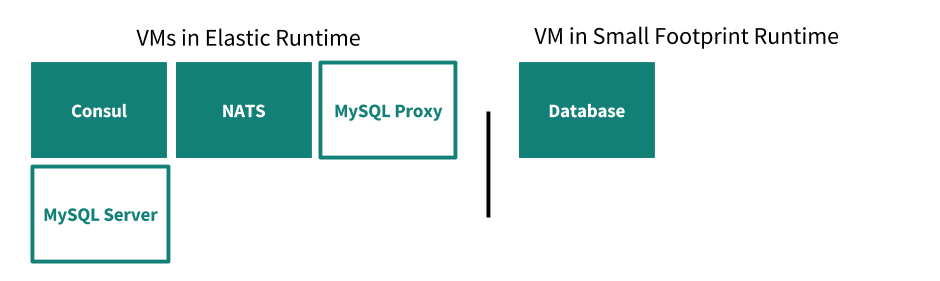 VMs in Elastic Runtime
VM in Small Footprint Runtime
Consul
NATS
MySQL Proxy
Database
MySQL Server